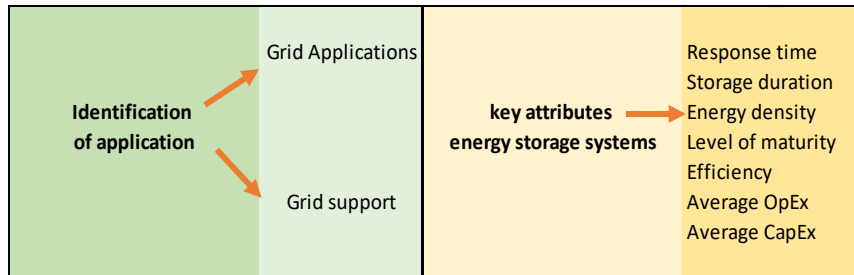 Identification
of application
Grid Applications
Grid support
key attributes
energy storage systems
Response time
Storage duration
Energy density
Level of maturity
Efficiency
Average OpEx
Average CapEx